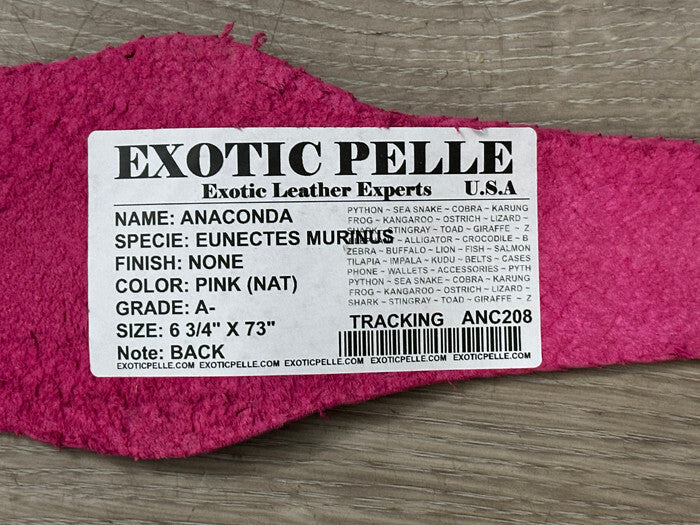 EXOTIC PELLE
Exotic Leather Experts U.S.A
NAME: ANACONDA
SPECIE: EUNECTES MURINUS
FINISH: NONE
COLOR: PINK (NAT)
GRADE: A-
SIZE: 6 3/4" X 73"
Note: BACK
PYTHON ~ SEA SNAKE ~ COBRA ~ KARUNG
FROG ~ KANGAROO ~ OSTRICH ~ LIZARD ~
SHARK ~ STINGRAY ~ TOAD ~ GIRAFFE ~ Z
~ ALLIGATOR ~ CROCODILE ~ B
ZEBRA ~ BUFFALO ~ LION ~ FISH ~ SALMON
TILAPIA ~ IMPALA ~ KUDU ~ BELTS ~ CASES
PHONE ~ WALLETS ~ ACCESSORIES ~ PYTH
PYTHON ~ SEA SNAKE ~ COBRA ~ KARUNG
FROG ~ KANGAROO ~ OSTRICH ~ LIZARD ~
SHARK ~ STINGRAY ~ TOAD ~ GIRAFFE ~ Z
TRACKING ANC208
EXOTICPELLE.COM EXOTICPELLE.COM EXOTICPELLE.COM EXOTICPELLE.COM EXOTICPELLE.COM